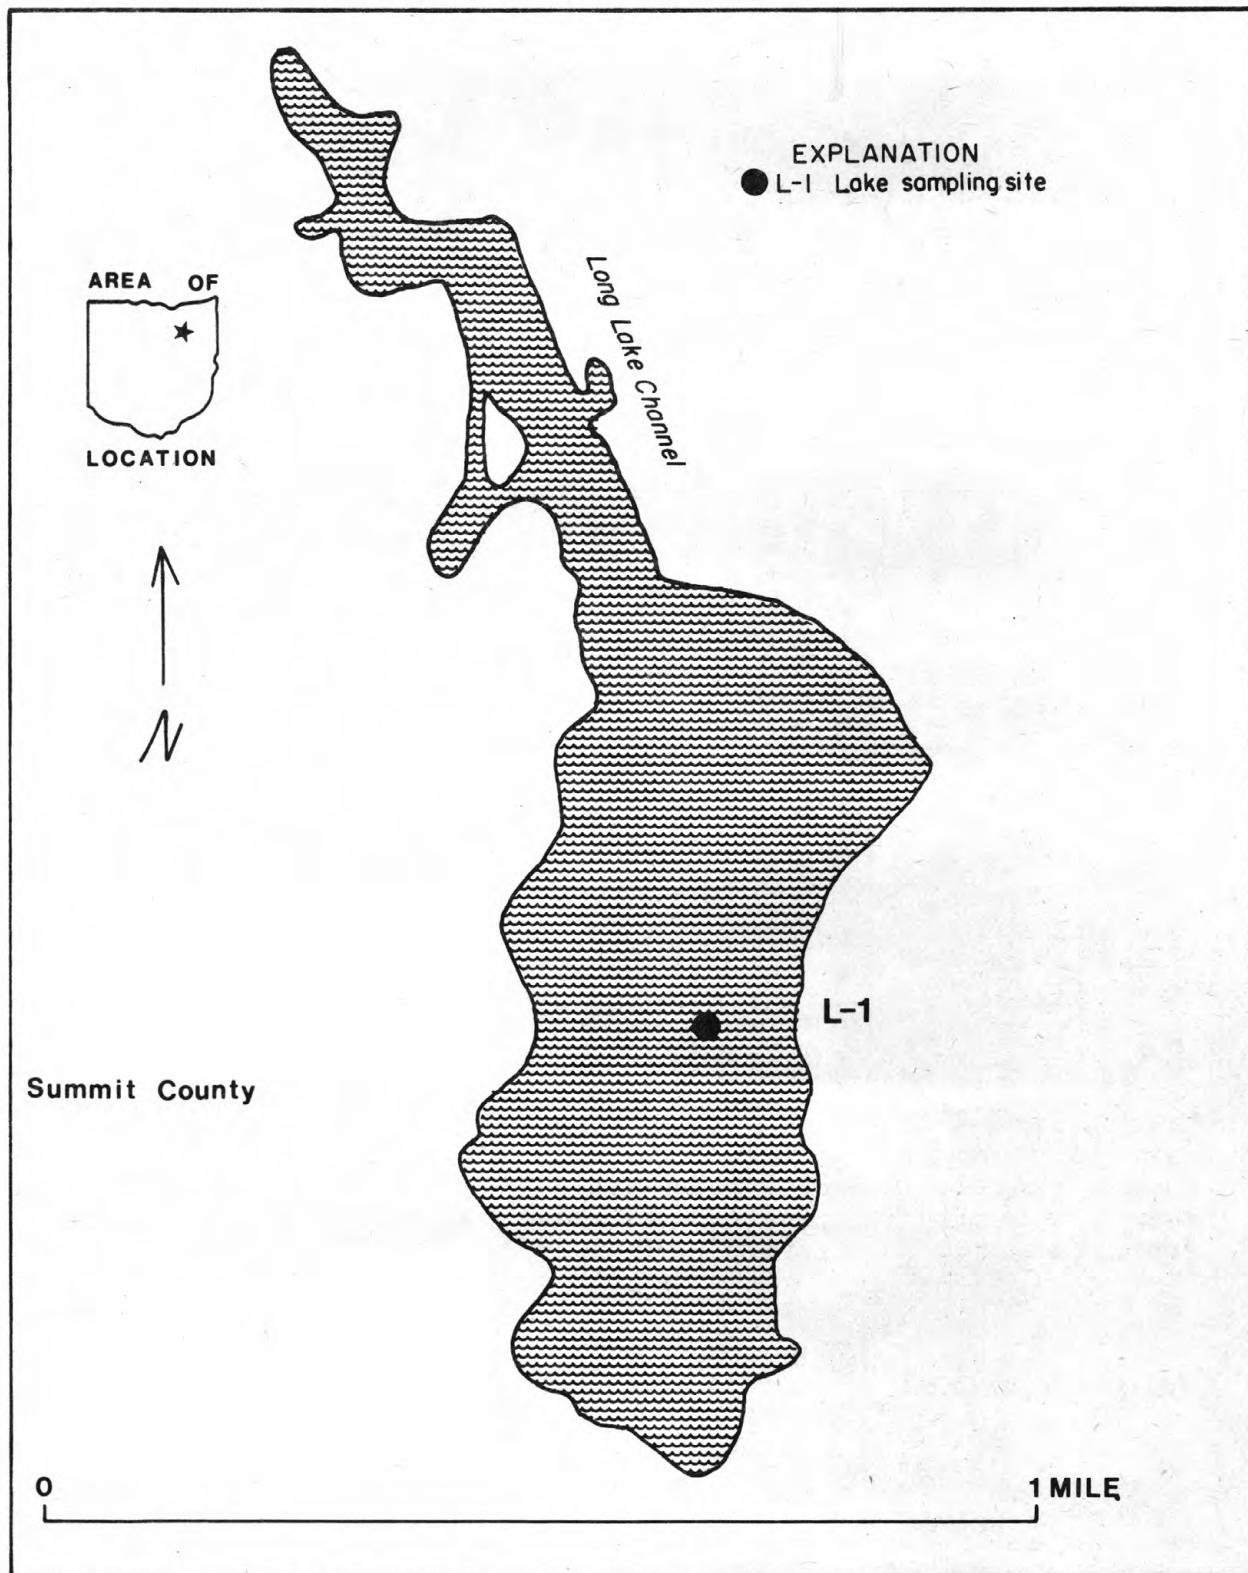 EXPLANATION
L-1 Lake sampling site
AREA OF
LOCATION
Long Lake Channel
N
L-1
Summit County
0
1 MILE